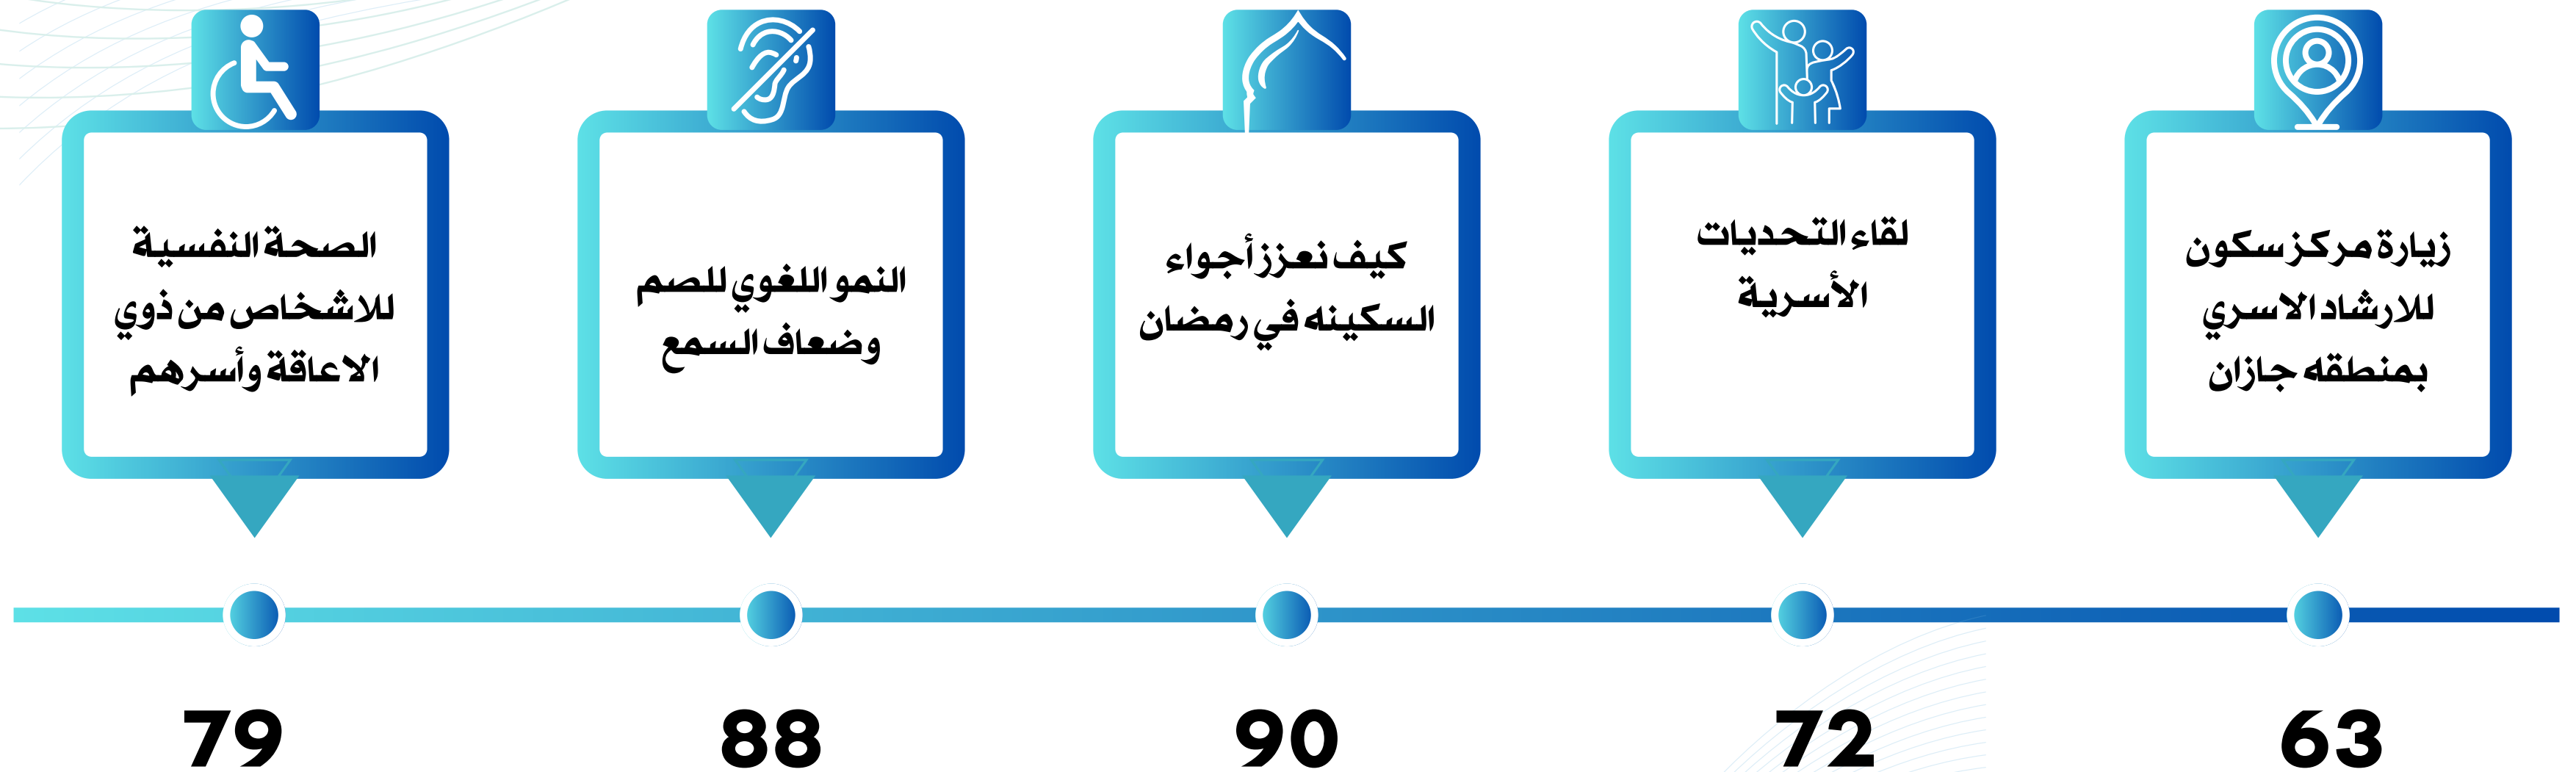 زيارة مركز سكون
للارشاد الاسري
بمنطقه جازان
63
لقاء التحديات
الأسرية
72
كيف نعزز أجواء
السكينه في رمضان
90
النمو اللغوي للصم
وضعاف السمع
88
الصحة النفسية
للاشخاص من ذوي
الاعاقة وأسرهم
79